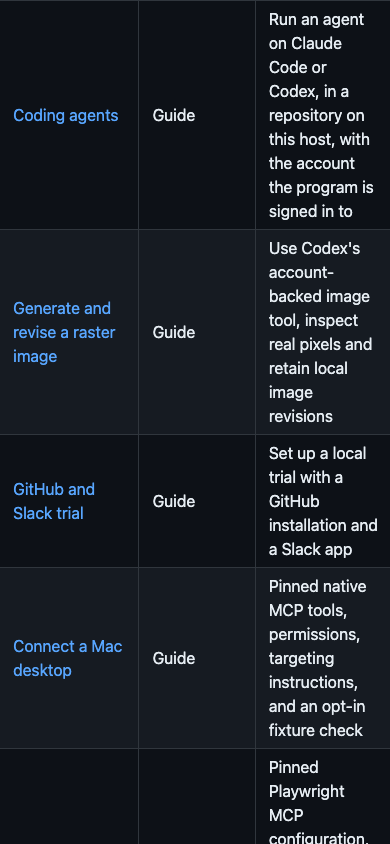 Coding agents
Guide
Run an agent
on Claude
Code or
Codex, in a
repository on
this host, with
the account
the program is
signed in to
Generate and
revise a raster
image
Guide
Use Codex's
account-
backed image
tool, inspect
real pixels and
retain local
image
revisions
GitHub and
Slack trial
Guide
Set up a local
trial with a
GitHub
installation and
a Slack app
Connect a Mac
desktop
Guide
Pinned native
MCP tools,
permissions,
targeting
instructions,
and an opt-in
fixture check
Pinned
Playwright
MCP
configuration,